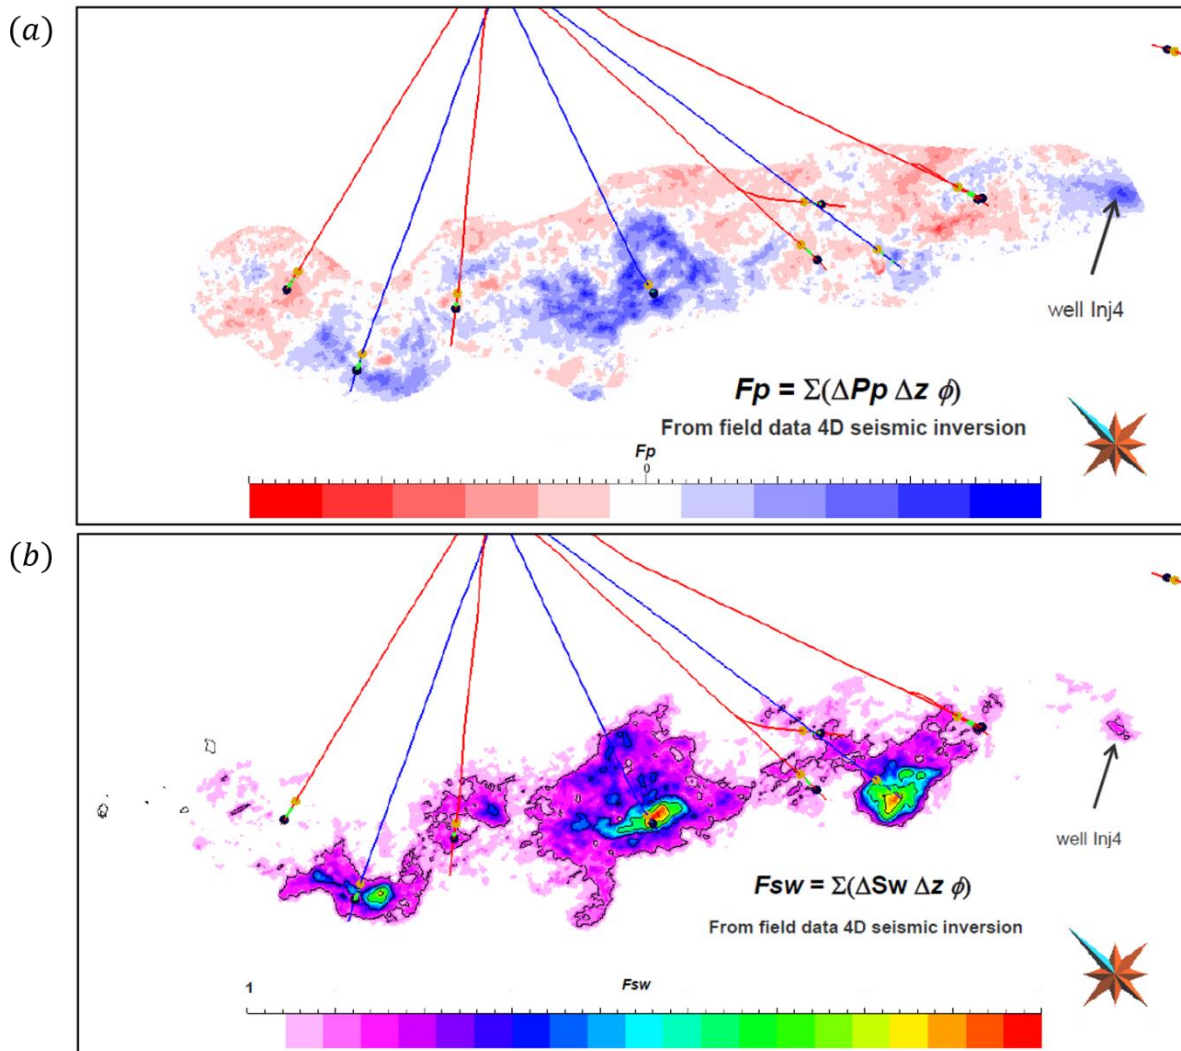 (a)
well Inj4
Fp = Σ(ΔPp Δz ϕ)
From field data 4D seismic inversion
Fp
0
(b)
well Inj4
Fsw = Σ(ΔSw Δz ϕ)
From field data 4D seismic inversion
1
Fsw